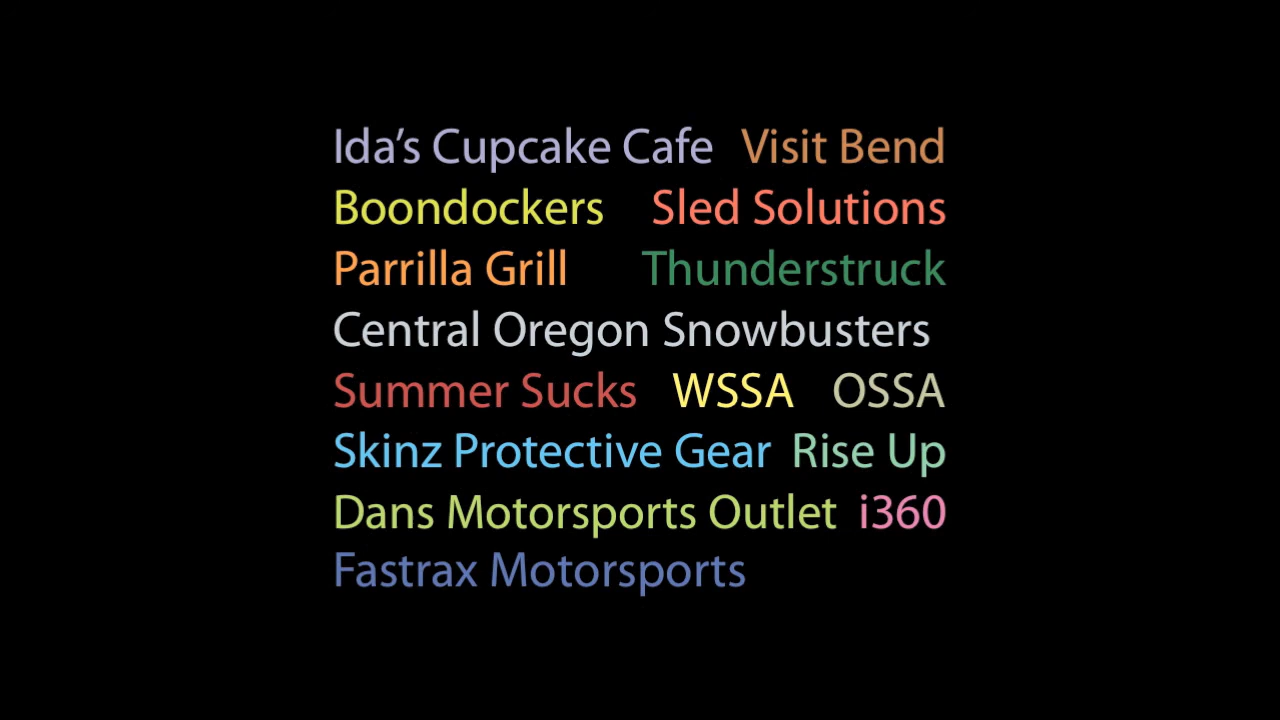 Ida’s Cupcake Cafe Visit Bend
Boondockers Sled Solutions
Parrilla Grill Thunderstruck
Central Oregon Snowbusters
Summer Sucks WSSA OSSA
Skinz Protective Gear Rise Up
Dans Motorsports Outlet i360
Fastrax Motorsports